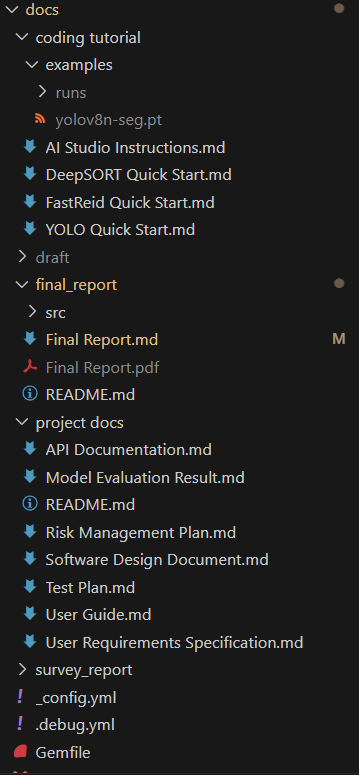 docs
coding tutorial
examples
runs
yolov8n-seg.pt
AI Studio Instructions.md
DeepSORT Quick Start.md
FastReid Quick Start.md
YOLO Quick Start.md
draft
final_report
src
Final Report.md M
Final Report.pdf
README.md
project docs
API Documentation.md
Model Evaluation Result.md
README.md
Risk Management Plan.md
Software Design Document.md
Test Plan.md
User Guide.md
User Requirements Specification.md
survey_report
_config.yml
.debug.yml
Gemfile